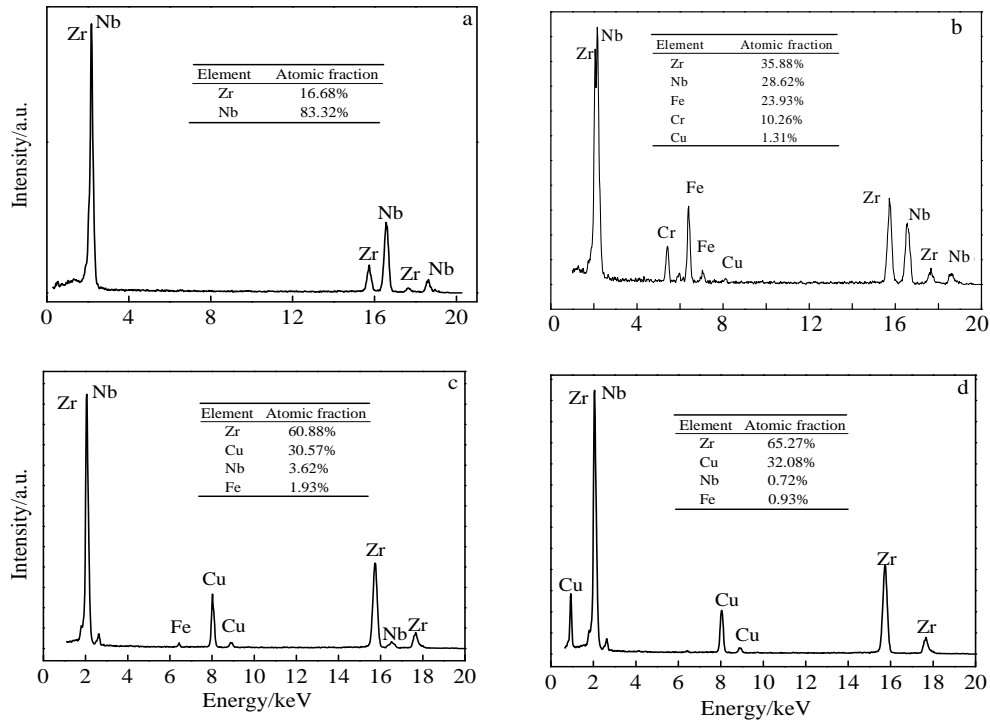 a
Nb
Zr
Element Atomic fraction
Zr 16.68%
Nb 83.32%
Intensity/a.u.
Nb
Zr
Zr
Nb
0 4 8 12 16 20
b
Nb
Zr
Element Atomic fraction
Zr 35.88%
Nb 28.62%
Fe 23.93%
Cr 10.26%
Cu 1.31%
Fe
Zr
Nb
Cr
Fe
Cu
Zr
Nb
0 4 8 12 16 20
c
Zr Nb
Element Atomic fraction
Zr 60.88%
Cu 30.57%
Nb 3.62%
Fe 1.93%
Intensity/a.u.
Zr
Cu
Fe
Cu
Nb
Zr
0 2 4 6 8 10 12 14 16 18 20
Energy/keV
d
Zr Nb
Element Atomic fraction
Zr 65.27%
Cu 32.08%
Nb 0.72%
Fe 0.93%
Zr
Cu
Cu
Cu
Zr
0 2 4 6 8 10 12 14 16 18 20
Energy/keV